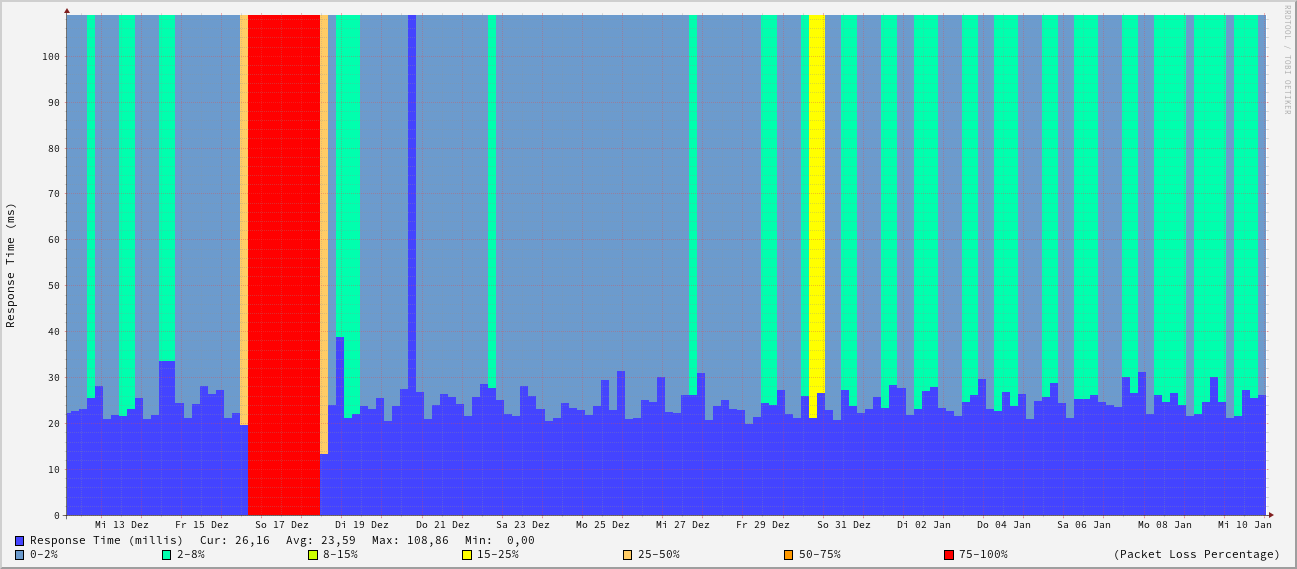 RRDTOOL / TOBI OETIKER
Response Time (ms)
100
90
80
70
60
50
40
30
20
10
0
Mi 13 Dez Fr 15 Dez So 17 Dez Di 19 Dez Do 21 Dez Sa 23 Dez Mo 25 Dez Mi 27 Dez Fr 29 Dez So 31 Dez Di 02 Jan Do 04 Jan Sa 06 Jan Mo 08 Jan Mi 10 Jan
Response Time (millis) Cur: 26,16 Avg: 23,59 Max: 108,86 Min: 0,00
0-2% 2-8% 8-15% 15-25% 25-50% 50-75% 75-100% (Packet Loss Percentage)